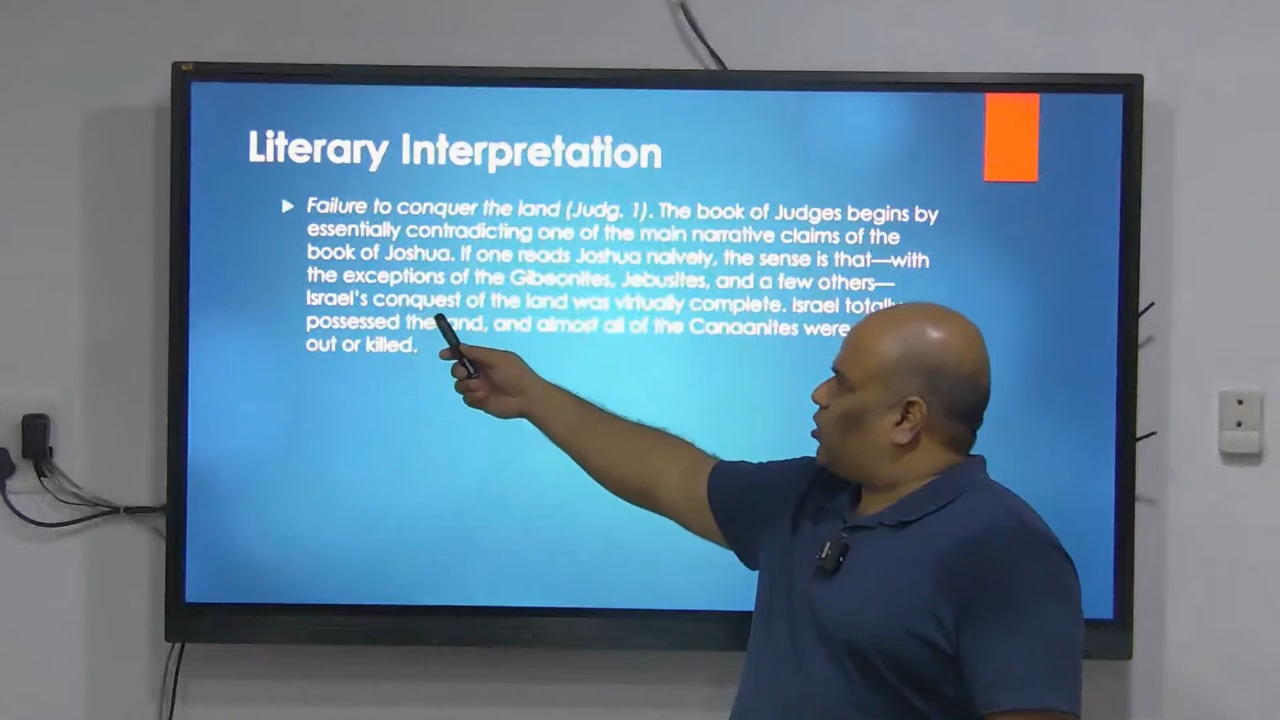 Literary Interpretation
Failure to conquer the land (Judg. 1). The book of Judges begins by
essentially contradicting one of the main narrative claims of the
book of Joshua. If one reads Joshua naively, the sense is that—with
the exceptions of the Gibeonites, Jebusites, and a few others—
Israel's conquest of the land was virtually complete. Israel totally
possessed the land, and almost all of the Canaanites were
out or killed.